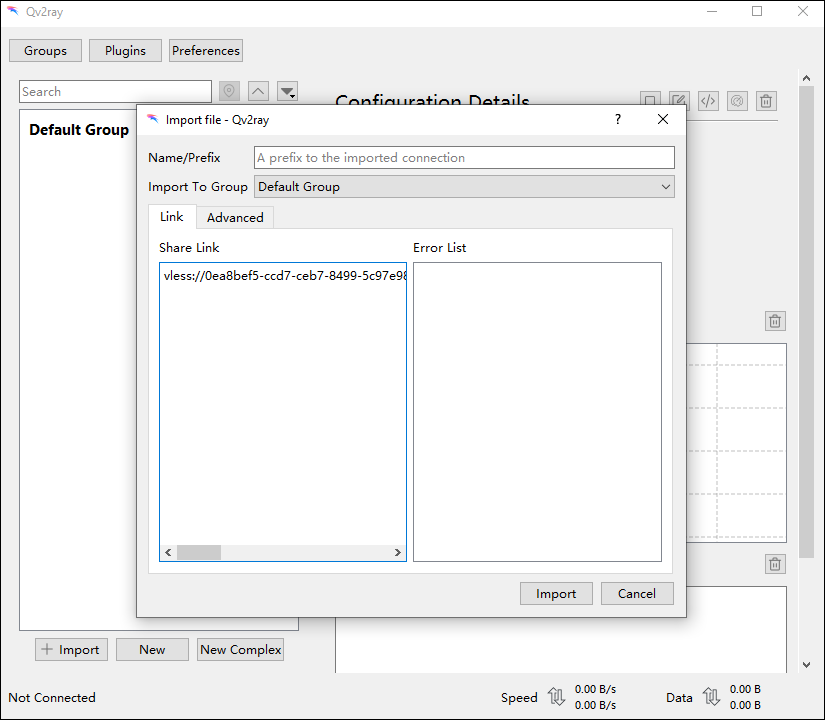 Qv2ray
Groups
Plugins
Preferences
Search
Configuration Details
Default Group
Import file - Qv2ray
?
Name/Prefix
A prefix to the imported connection
Import To Group
Default Group
Link
Advanced
Share Link
Error List
vless://0ea8bef5-ccd7-ceb7-8499-5c97e98
Import
Cancel
Import
New
New Complex
Not Connected
Speed
0.00 B/s
0.00 B/s
Data
0.00 B
0.00 B